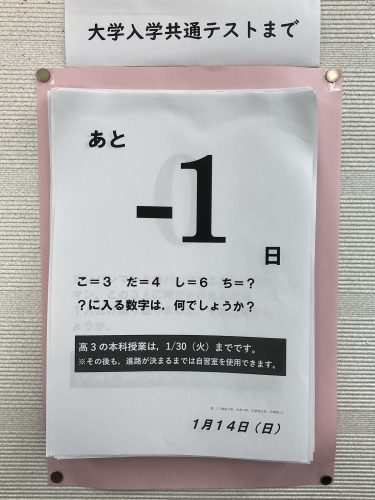 大学入学共通テストまで
あと
-1
日
こ＝３　だ＝４　し＝６　ち＝？
？に入る数字は，何でしょうか？
高３の本科授業は，1/30（火）までです。
※その後も，進路が決まるまでは自習室を使用できます。
１月１４日（日）